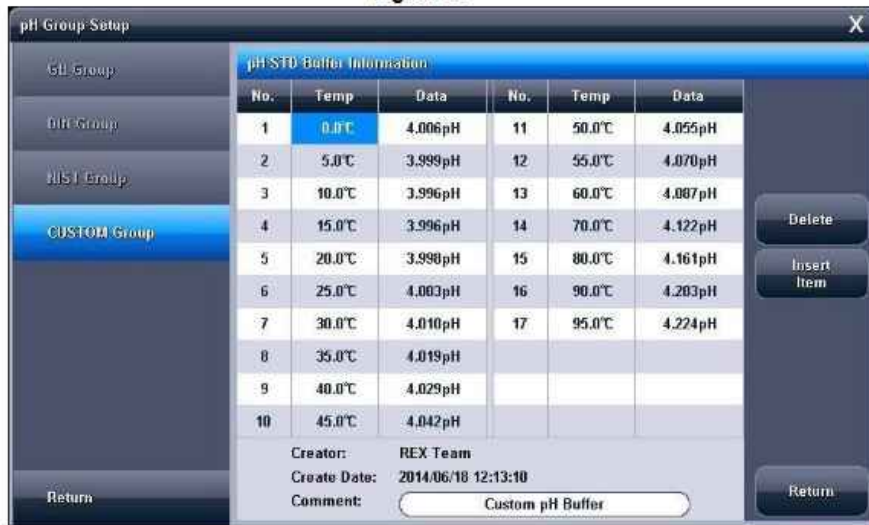 pH Group Setup
X
GB Group
DIN Group
NIST Group
CUSTOM Group
Return
pH STD Buffer Information
No. Temp Data No. Temp Data
1 0.0℃ 4.006pH 11 50.0℃ 4.055pH
2 5.0℃ 3.999pH 12 55.0℃ 4.070pH
3 10.0℃ 3.996pH 13 60.0℃ 4.087pH
4 15.0℃ 3.996pH 14 70.0℃ 4.122pH
5 20.0℃ 3.998pH 15 80.0℃ 4.161pH
6 25.0℃ 4.003pH 16 90.0℃ 4.203pH
7 30.0℃ 4.010pH 17 95.0℃ 4.224pH
8 35.0℃ 4.019pH
9 40.0℃ 4.029pH
10 45.0℃ 4.042pH
Creator: REX Team
Create Date: 2014/06/18 12:13:10
Comment: Custom pH Buffer
Delete
Insert
Item
Return